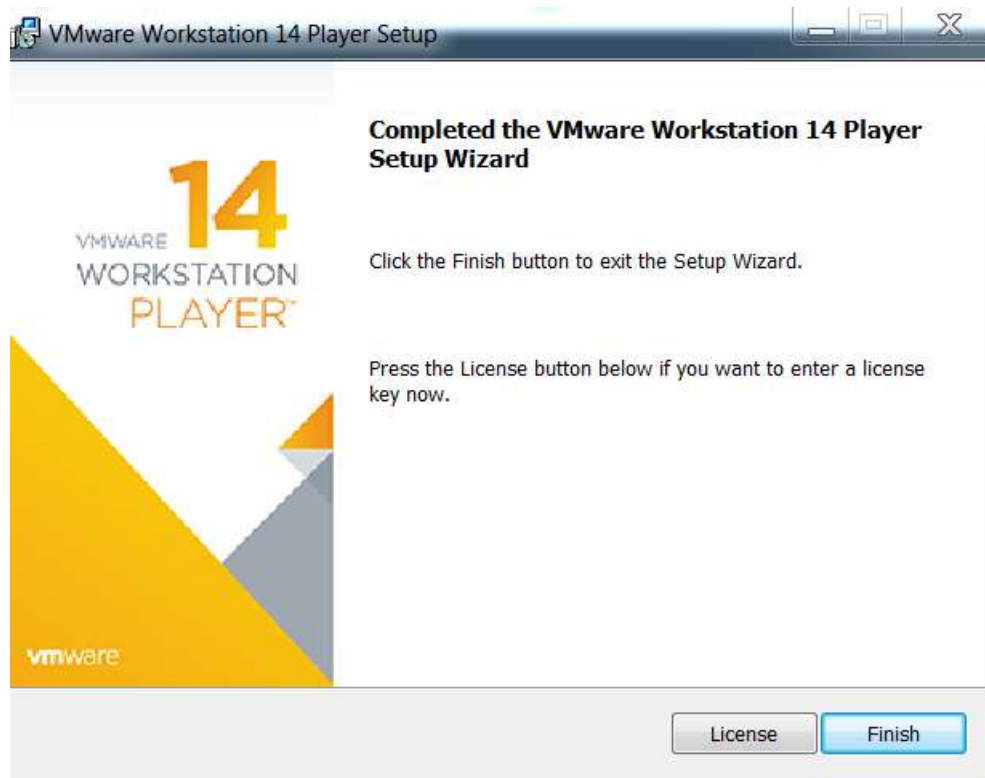 VMware Workstation 14 Player Setup
14
VMWARE
WORKSTATION
PLAYER™
vmware
Completed the VMware Workstation 14 Player
Setup Wizard
Click the Finish button to exit the Setup Wizard.
Press the License button below if you want to enter a license
key now.
License
Finish